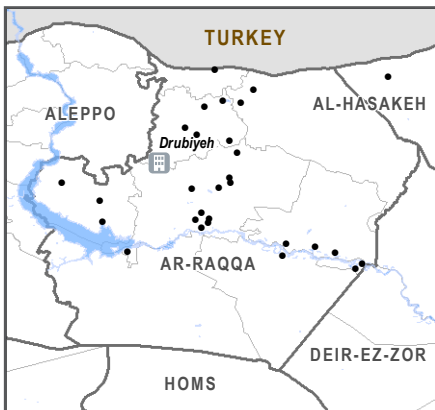 TURKEY
AL-HASAKEH
ALEPPO
Drubiyeh
AR-RAQQA
DEIR-EZ-ZOR
HOMS